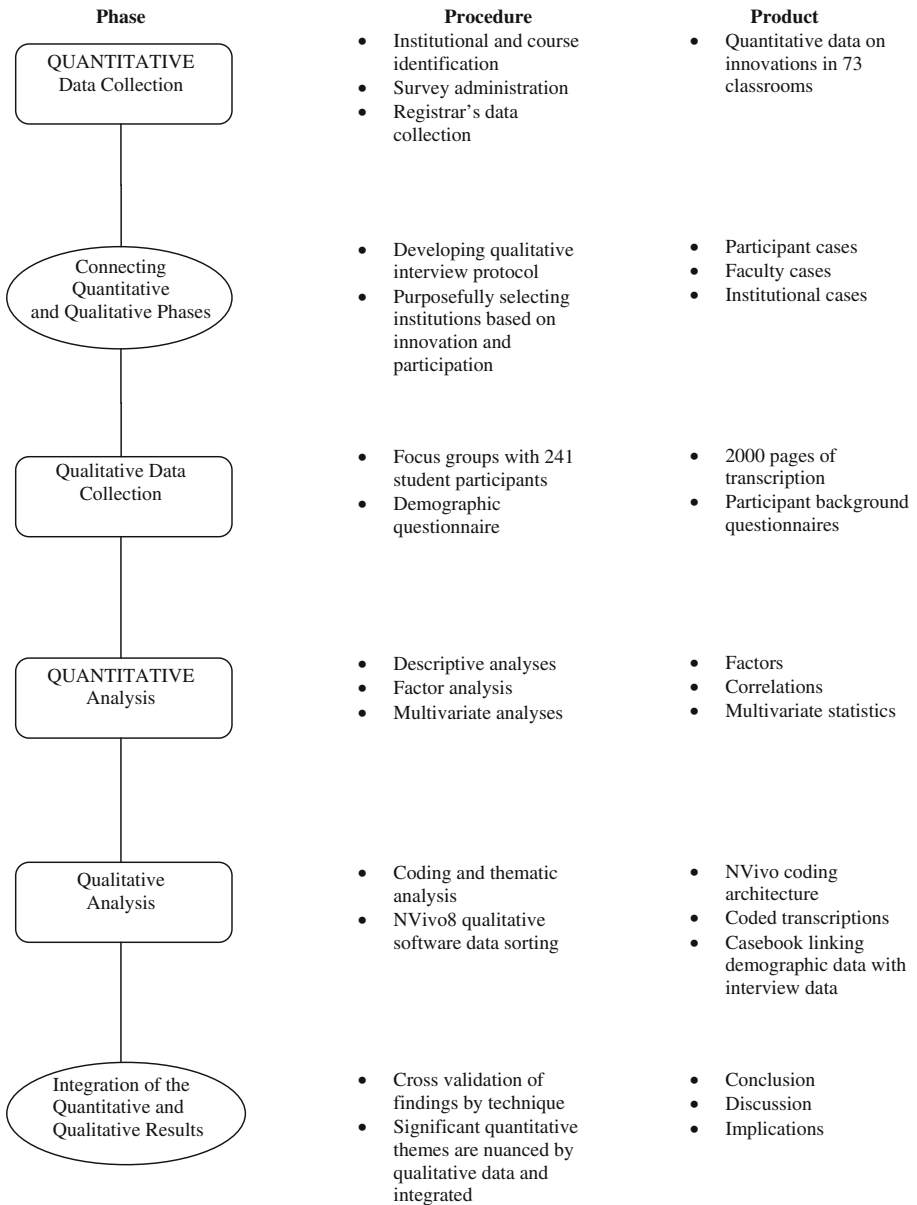 Phase
Procedure
Product
QUANTITATIVE
Data Collection
• Institutional and course
identification
• Survey administration
• Registrar's data
collection
• Quantitative data on
innovations in 73
classrooms
Connecting
Quantitative
and Qualitative Phases
• Developing qualitative
interview protocol
• Purposefully selecting
institutions based on
innovation and
participation
• Participant cases
• Faculty cases
• Institutional cases
Qualitative Data
Collection
• Focus groups with 241
student participants
• Demographic
questionnaire
• 2000 pages of
transcription
• Participant background
questionnaires
QUANTITATIVE
Analysis
• Descriptive analyses
• Factor analysis
• Multivariate analyses
• Factors
• Correlations
• Multivariate statistics
Qualitative
Analysis
• Coding and thematic
analysis
• NVivo8 qualitative
software data sorting
• NVivo coding
architecture
• Coded transcriptions
• Casebook linking
demographic data with
interview data
Integration of the
Quantitative and
Qualitative Results
• Cross validation of
findings by technique
• Significant quantitative
themes are nuanced by
qualitative data and
integrated
• Conclusion
• Discussion
• Implications